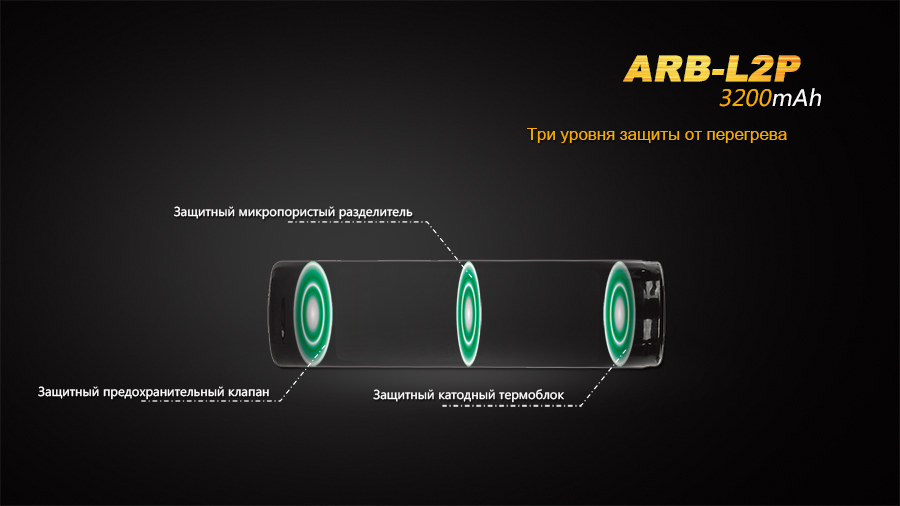 ARB-L2P
3200mAh
Три уровня защиты от перегрева
Защитный микропористый разделитель
Защитный предохранительный клапан
Защитный катодный термоблок